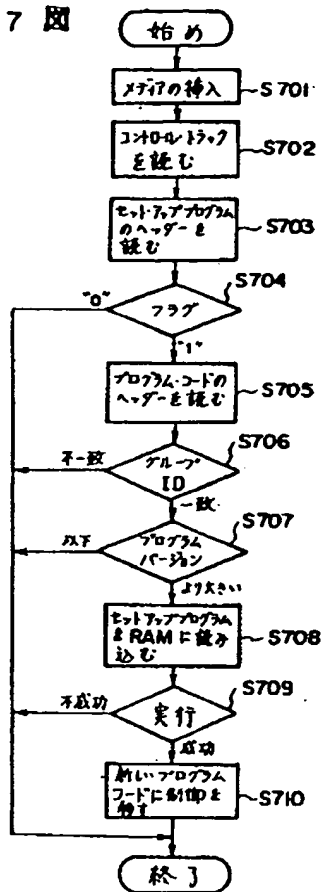 7 図
始め
メディアの挿入
S701
コントロール・トラック
を読む
S702
セット・アッププログラム
のヘッダーを
読む
S703
S704
"0"
フラグ
"1"
プログラム・コードの
ヘッダーを読む
S705
S706
不一致
グループ
ID
一致
S707
以下
プログラム
バージョン
より大きい
セットアッププログラム
をRAMに読み
込む
S708
S709
不成功
実行
成功
新しいプログラム
コードに制御を
移す
S710
終了